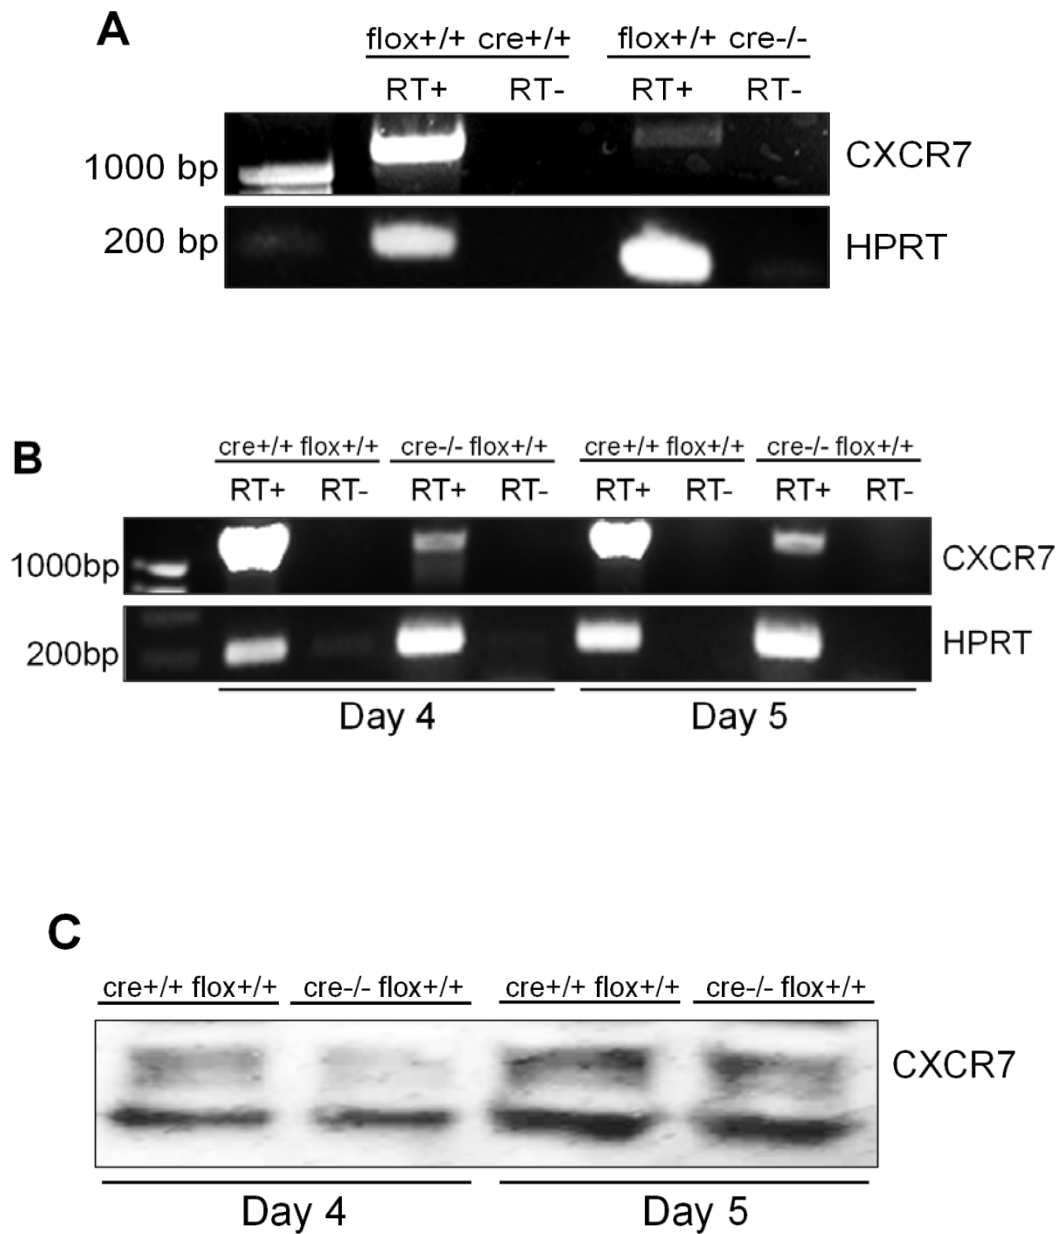 A
flox+/+ cre+/+ flox+/+ cre-/-
RT+ RT- RT+ RT-
1000 bp CXCR7
200 bp HPRT
B
cre+/+ flox+/+ cre-/- flox+/+ cre+/+ flox+/+ cre-/- flox+/+
RT+ RT- RT+ RT- RT+ RT- RT+ RT-
1000bp CXCR7
200bp HPRT
Day 4 Day 5
C
cre+/+ flox+/+ cre-/- flox+/+ cre+/+ flox+/+ cre-/- flox+/+
CXCR7
Day 4 Day 5